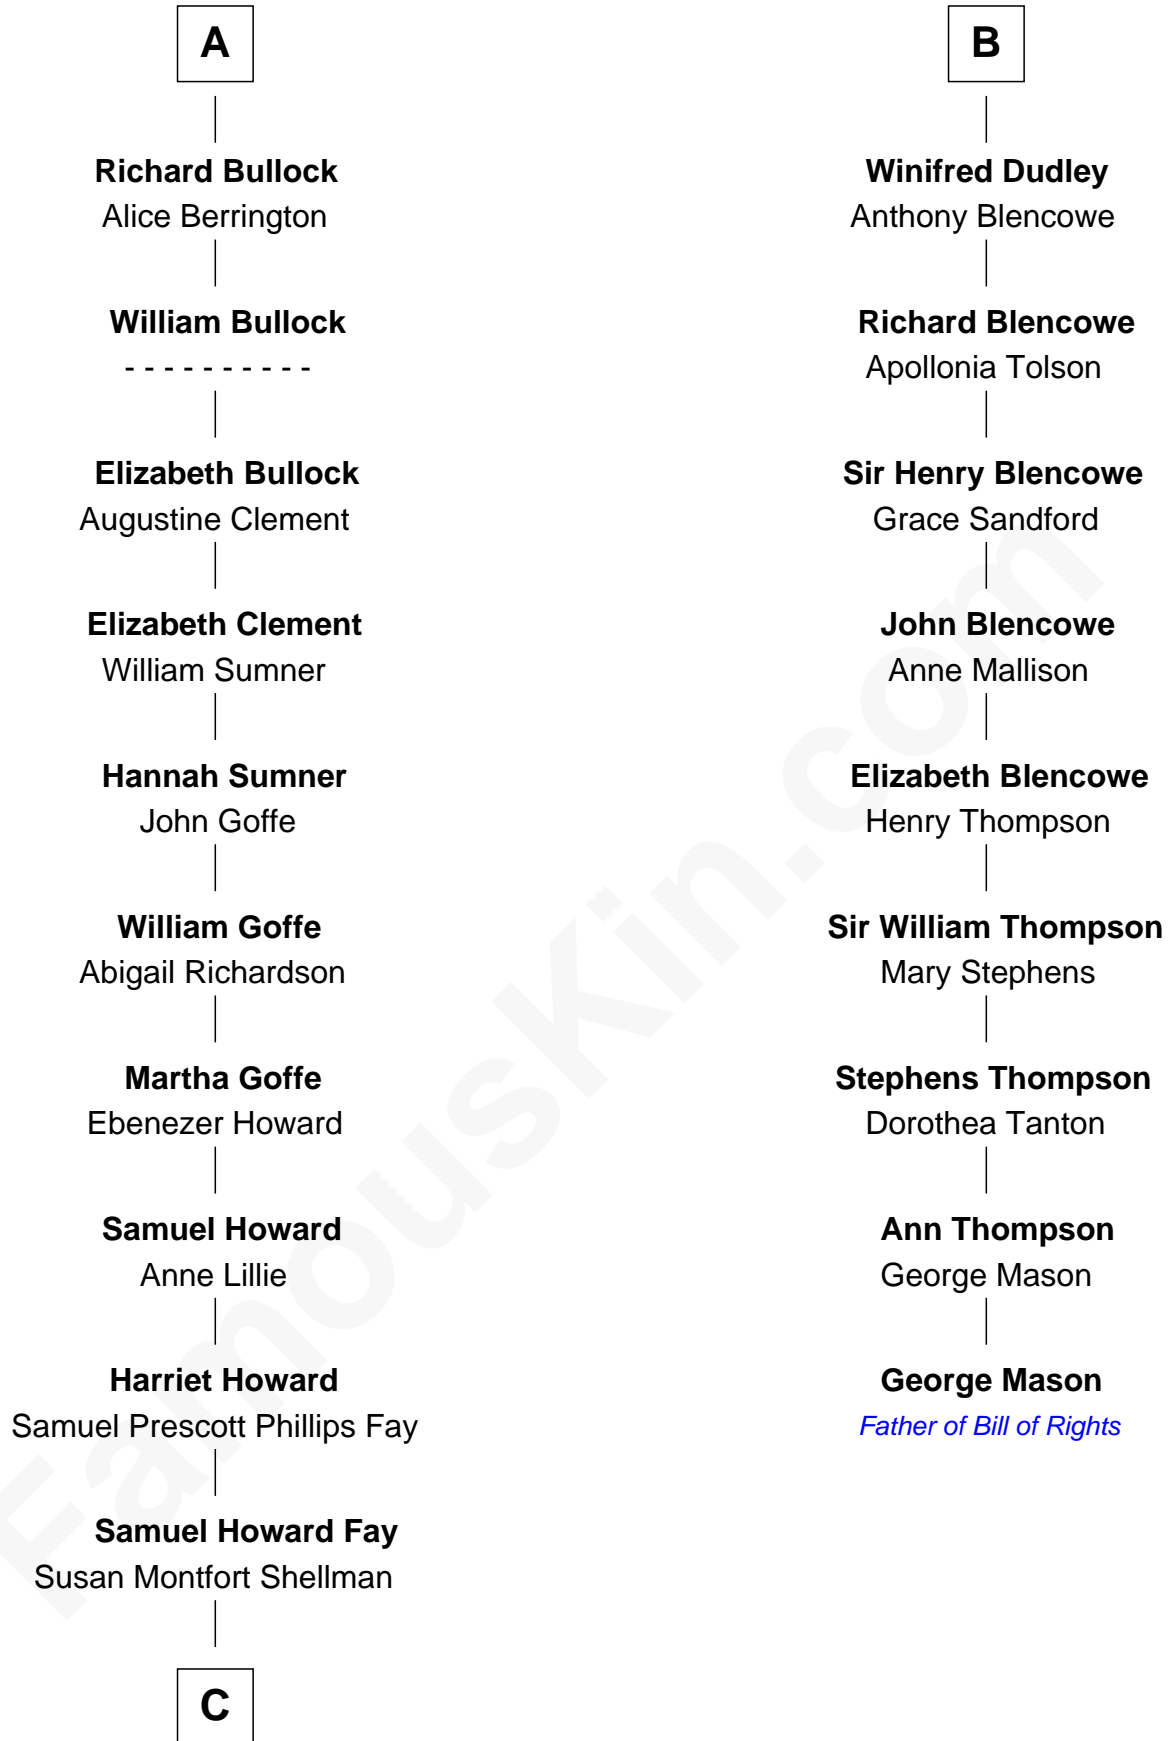 A
Richard Bullock
Alice Berrington
William Bullock
- - - - - - - - - -
Elizabeth Bullock
Augustine Clement
Elizabeth Clement
William Sumner
Hannah Sumner
John Goffe
William Goffe
Abigail Richardson
Martha Goffe
Ebenezer Howard
Samuel Howard
Anne Lillie
Harriet Howard
Samuel Prescott Phillips Fay
Samuel Howard Fay
Susan Montfort Shellman
C
B
Winifred Dudley
Anthony Blencowe
Richard Blencowe
Apollonia Tolson
Sir Henry Blencowe
Grace Sandford
John Blencowe
Anne Mallison
Elizabeth Blencowe
Henry Thompson
Sir William Thompson
Mary Stephens
Stephens Thompson
Dorothea Tanton
Ann Thompson
George Mason
George Mason
Father of Bill of Rights
FamousKin.com